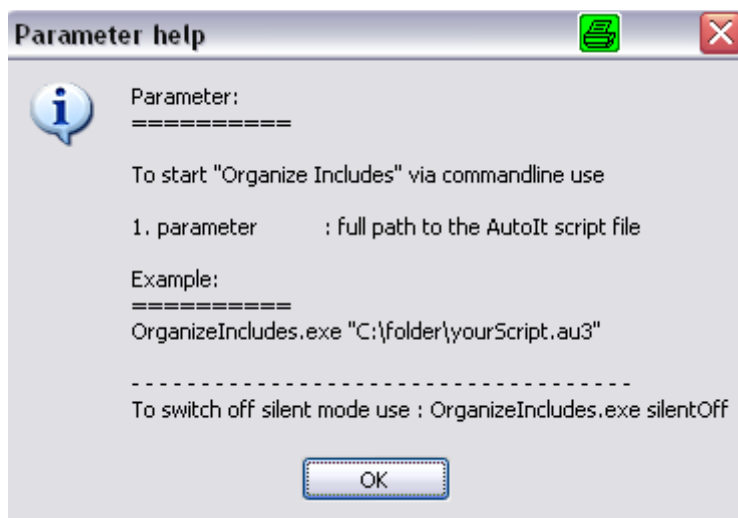 Parameter help
Parameter:
==========
To start "Organize Includes" via commandline use
1. parameter : full path to the AutoIt script file
Example:
==========
OrganizeIncludes.exe "C:\folder\yourScript.au3"
- - - - - - - - - - - - - - - - - - - - - - - - - - - - - - - - - - - -
To switch off silent mode use : OrganizeIncludes.exe silentOff
OK